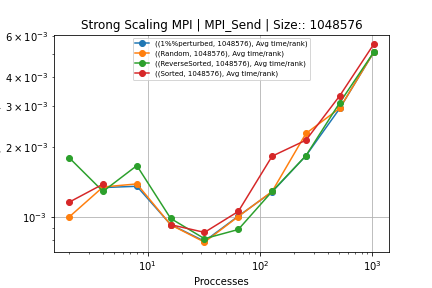 Strong Scaling MPI | MPI_Send | Size:: 1048576
((1%%perturbed, 1048576), Avg time/rank)
((Random, 1048576), Avg time/rank)
((ReverseSorted, 1048576), Avg time/rank)
((Sorted, 1048576), Avg time/rank)
6 × 10⁻³
4 × 10⁻³
3 × 10⁻³
2 × 10⁻³
10⁻³
10¹ 10² 10³
Proccesses